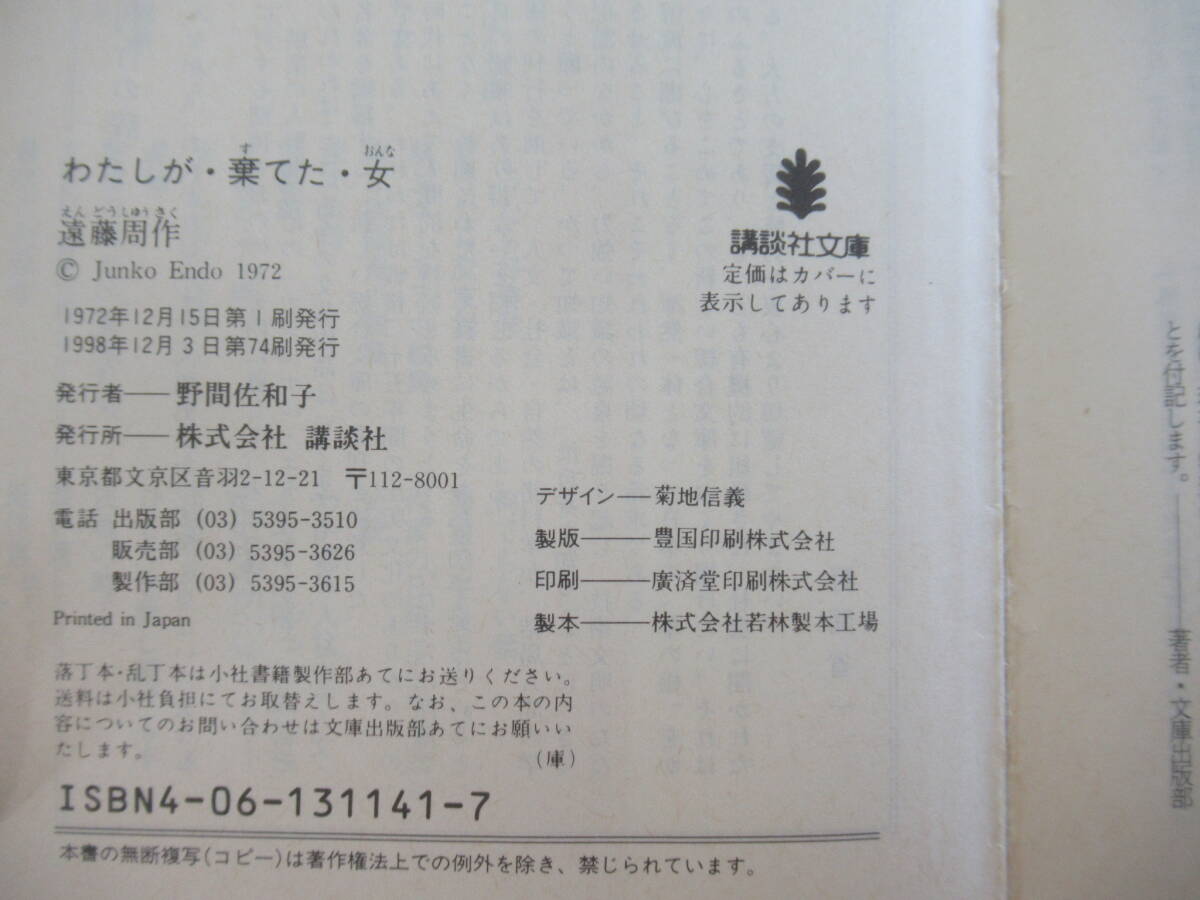 わたしが・棄てた・女
す おんな
遠藤周作
えんどうしゅうさく
© Junko Endo 1972
1972年12月15日第1刷発行
1998年12月3日第74刷発行
発行者──野間佐和子
発行所──株式会社 講談社
東京都文京区音羽2-12-21 〒112-8001
電話 出版部 (03) 5395-3510
販売部 (03) 5395-3626
製作部 (03) 5395-3615
Printed in Japan
講談社文庫
定価はカバーに
表示してあります
デザイン──菊地信義
製版──豊国印刷株式会社
印刷──廣済堂印刷株式会社
製本──株式会社若林製本工場
落丁本・乱丁本は小社書籍製作部あてにお送りください。
送料は小社負担にてお取替えします。なお、この本の内
容についてのお問い合わせは文庫出版部あてにお願いい
たします。
(庫)
ISBN4-06-131141-7
本書の無断複写(コピー)は著作権法上での例外を除き、禁じられています。
とを付記します。
著者・文庫出版部